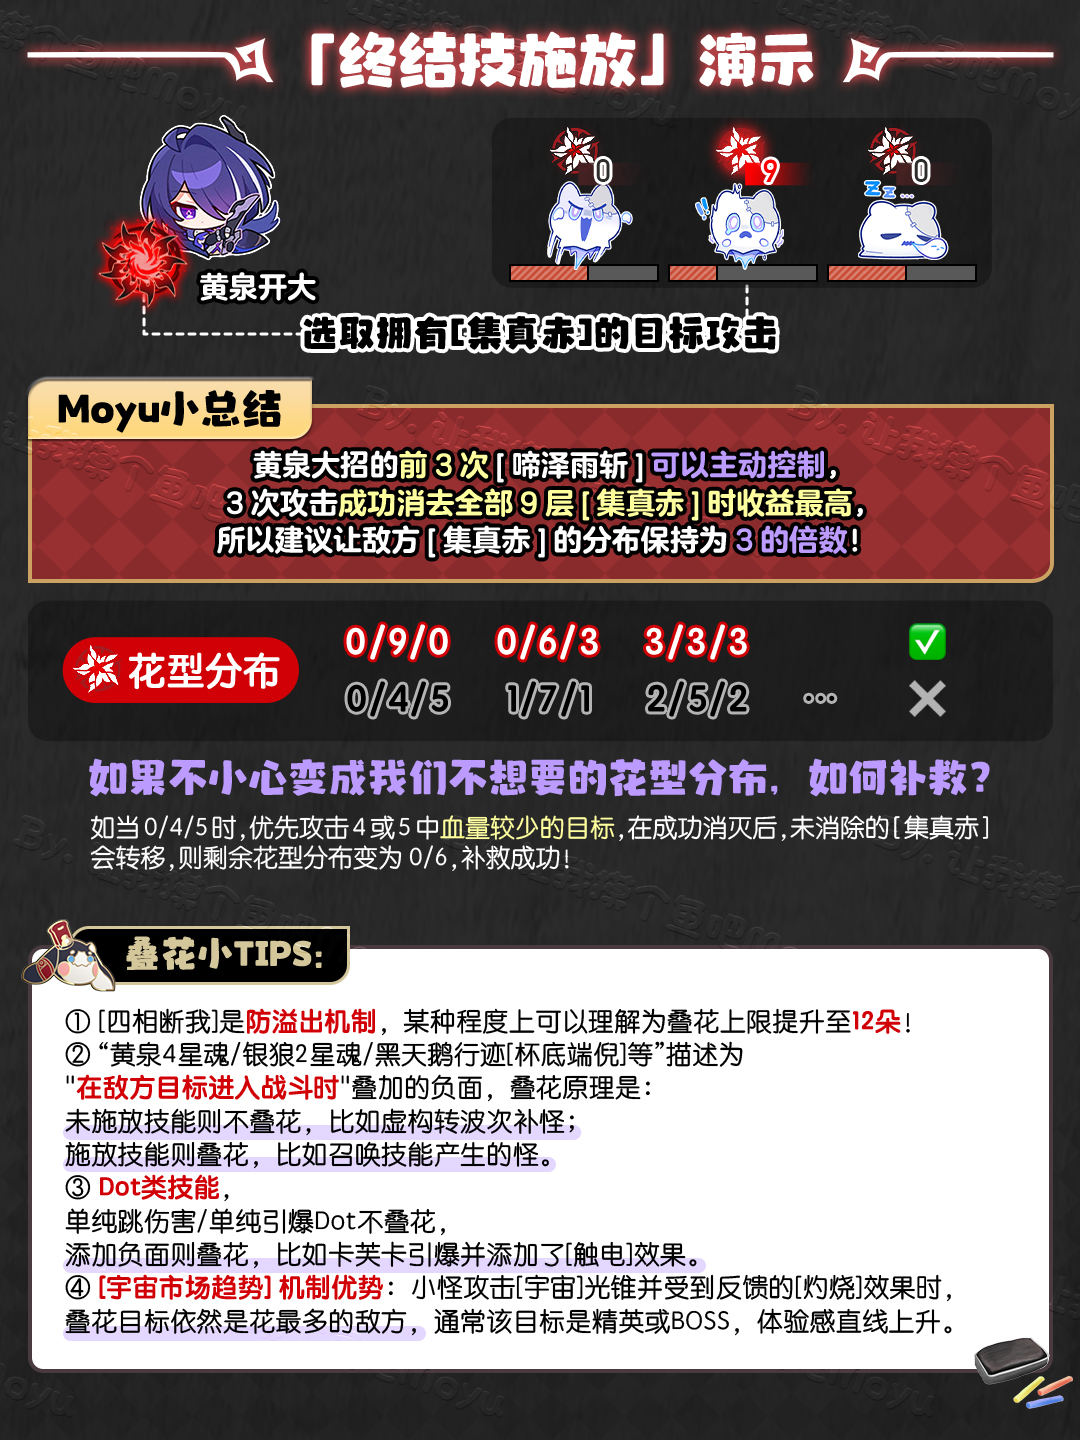 「终结技施放」演示
0
9
0
!!
Z Z ...
黄泉开大
选取拥有[集真赤]的目标攻击
Moyu小总结
黄泉大招的前3次[啼泽雨斩]可以主动控制，
3次攻击成功消去全部9层[集真赤]时收益最高，
所以建议让敌方[集真赤]的分布保持为3的倍数！
花型分布
0/9/0 0/6/3 3/3/3 ✅
0/4/5 1/7/1 2/5/2 ○○○ ✕
如果不小心变成我们不想要的花型分布，如何补救？
如当0/4/5时,优先攻击4或5中血量较少的目标,在成功消灭后,未消除的[集真赤]
会转移,则剩余花型分布变为 0/6,补救成功!
叠花小TIPS:
① [四相断我]是防溢出机制，某种程度上可以理解为叠花上限提升至12朵！
② “黄泉4星魂/银狼2星魂/黑天鹅行迹[杯底端倪]等”描述为
"在敌方目标进入战斗时"叠加的负面，叠花原理是：
未施放技能则不叠花，比如虚构转波次补怪；
施放技能则叠花，比如召唤技能产生的怪。
③ Dot类技能，
单纯跳伤害/单纯引爆Dot不叠花，
添加负面则叠花，比如卡芙卡引爆并添加了[触电]效果。
④ [宇宙市场趋势] 机制优势：小怪攻击[宇宙]光锥并受到反馈的[灼烧]效果时，
叠花目标依然是花最多的敌方，通常该目标是精英或BOSS，体验感直线上升。